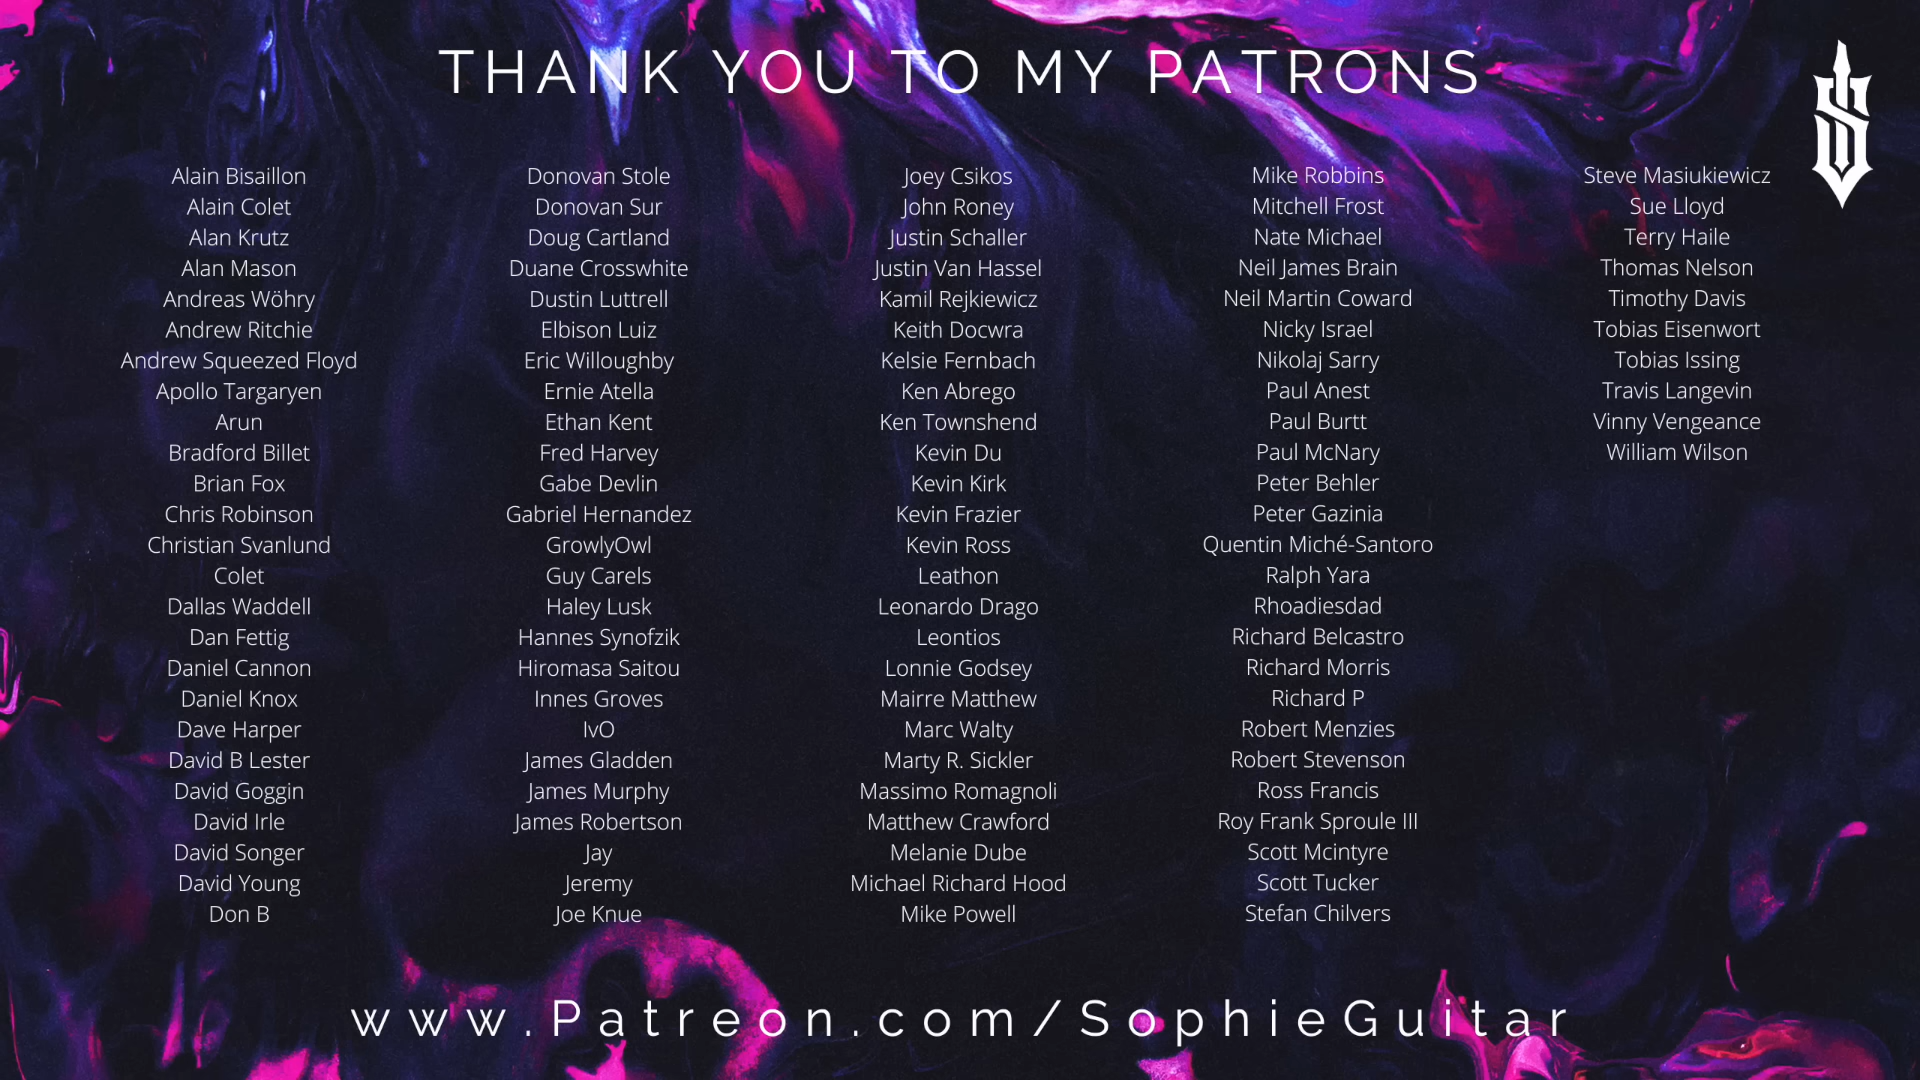 THANK YOU TO MY PATRONS
Alain Bisaillon
Alain Colet
Alan Krutz
Alan Mason
Andreas Wöhry
Andrew Ritchie
Andrew Squeezed Floyd
Apollo Targaryen
Arun
Bradford Billet
Brian Fox
Chris Robinson
Christian Svanlund
Colet
Dallas Waddell
Dan Fettig
Daniel Cannon
Daniel Knox
Dave Harper
David B Lester
David Goggin
David Irle
David Songer
David Young
Don B
Donovan Stole
Donovan Sur
Doug Cartland
Duane Crosswhite
Dustin Luttrell
Elbison Luiz
Eric Willoughby
Ernie Atella
Ethan Kent
Fred Harvey
Gabe Devlin
Gabriel Hernandez
GrowlyOwl
Guy Carels
Haley Lusk
Hannes Synofzik
Hiromasa Saitou
Innes Groves
IvO
James Gladden
James Murphy
James Robertson
Jay
Jeremy
Joe Knue
Joey Csikos
John Roney
Justin Schaller
Justin Van Hassel
Kamil Rejkiewicz
Keith Docwra
Kelsie Fernbach
Ken Abrego
Ken Townshend
Kevin Du
Kevin Kirk
Kevin Frazier
Kevin Ross
Leathon
Leonardo Drago
Leontios
Lonnie Godsey
Mairre Matthew
Marc Walty
Marty R. Sickler
Massimo Romagnoli
Matthew Crawford
Melanie Dube
Michael Richard Hood
Mike Powell
Mike Robbins
Mitchell Frost
Nate Michael
Neil James Brain
Neil Martin Coward
Nicky Israel
Nikolaj Sarry
Paul Anest
Paul Burtt
Paul McNary
Peter Behler
Peter Gazinia
Quentin Miché-Santoro
Ralph Yara
Rhoadiesdad
Richard Belcastro
Richard Morris
Richard P
Robert Menzies
Robert Stevenson
Ross Francis
Roy Frank Sproule III
Scott Mcintyre
Scott Tucker
Stefan Chilvers
Steve Masiukiewicz
Sue Lloyd
Terry Haile
Thomas Nelson
Timothy Davis
Tobias Eisenwort
Tobias Issing
Travis Langevin
Vinny Vengeance
William Wilson
www.Patreon.com/SophieGuitar